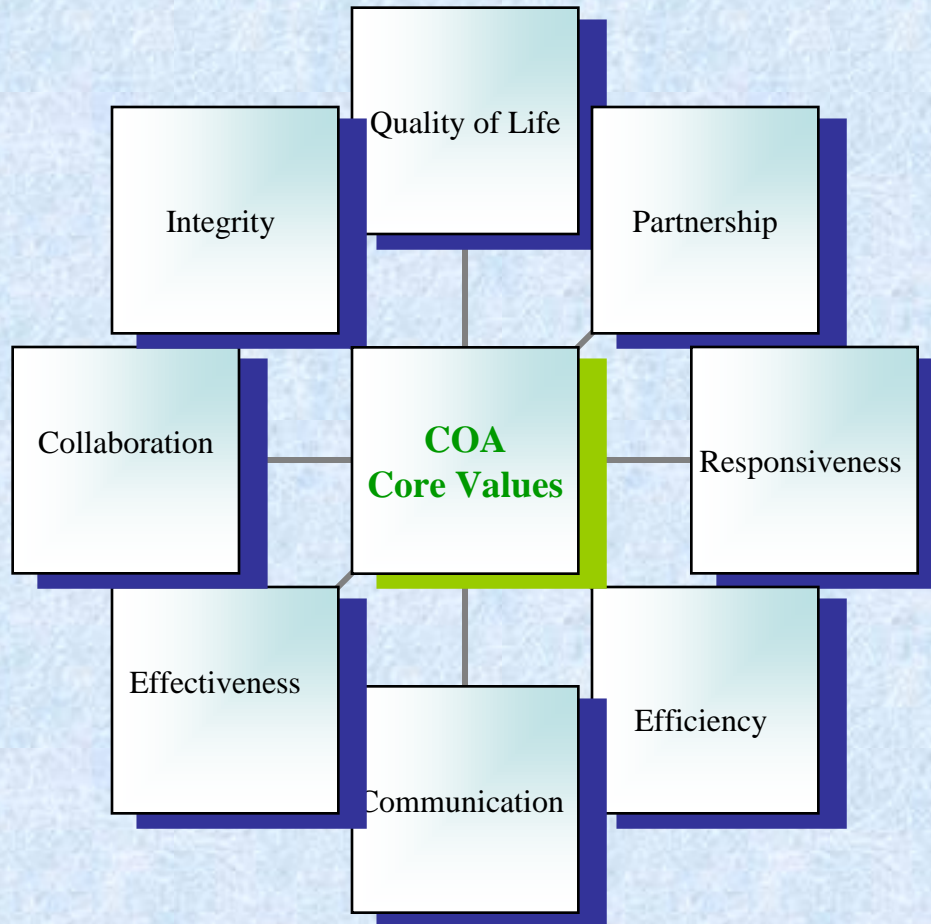 Quality of Life
Integrity
Partnership
Collaboration
COA
Core Values
Responsiveness
Effectiveness
Efficiency
Communication